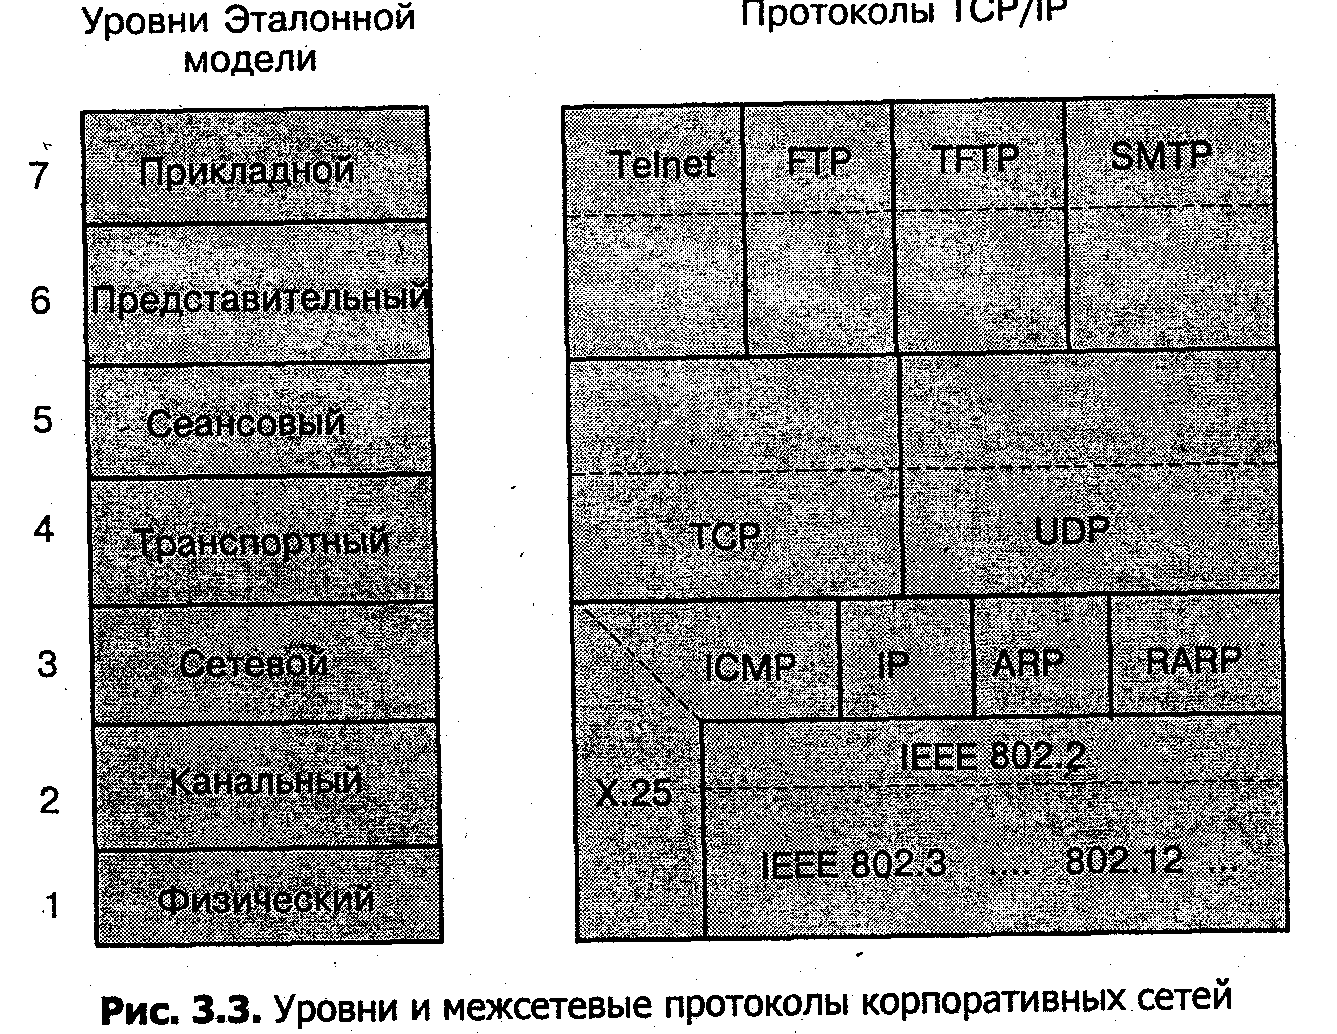 Уровни Эталонной
модели
Протоколы TCP/IP
7
Прикладной
6
Представительный
5
Сеансовый
4
Транспортный
3
Сетевой
2
Канальный
1
Физический
Telnet FTP TFTP SMTP
TCP UDP
ICMP IP ARP RARP
X.25
IEEE 802.2
IEEE 802.3 .... 802.12 ...
Рис. 3.3. Уровни и межсетевые протоколы корпоративных сетей